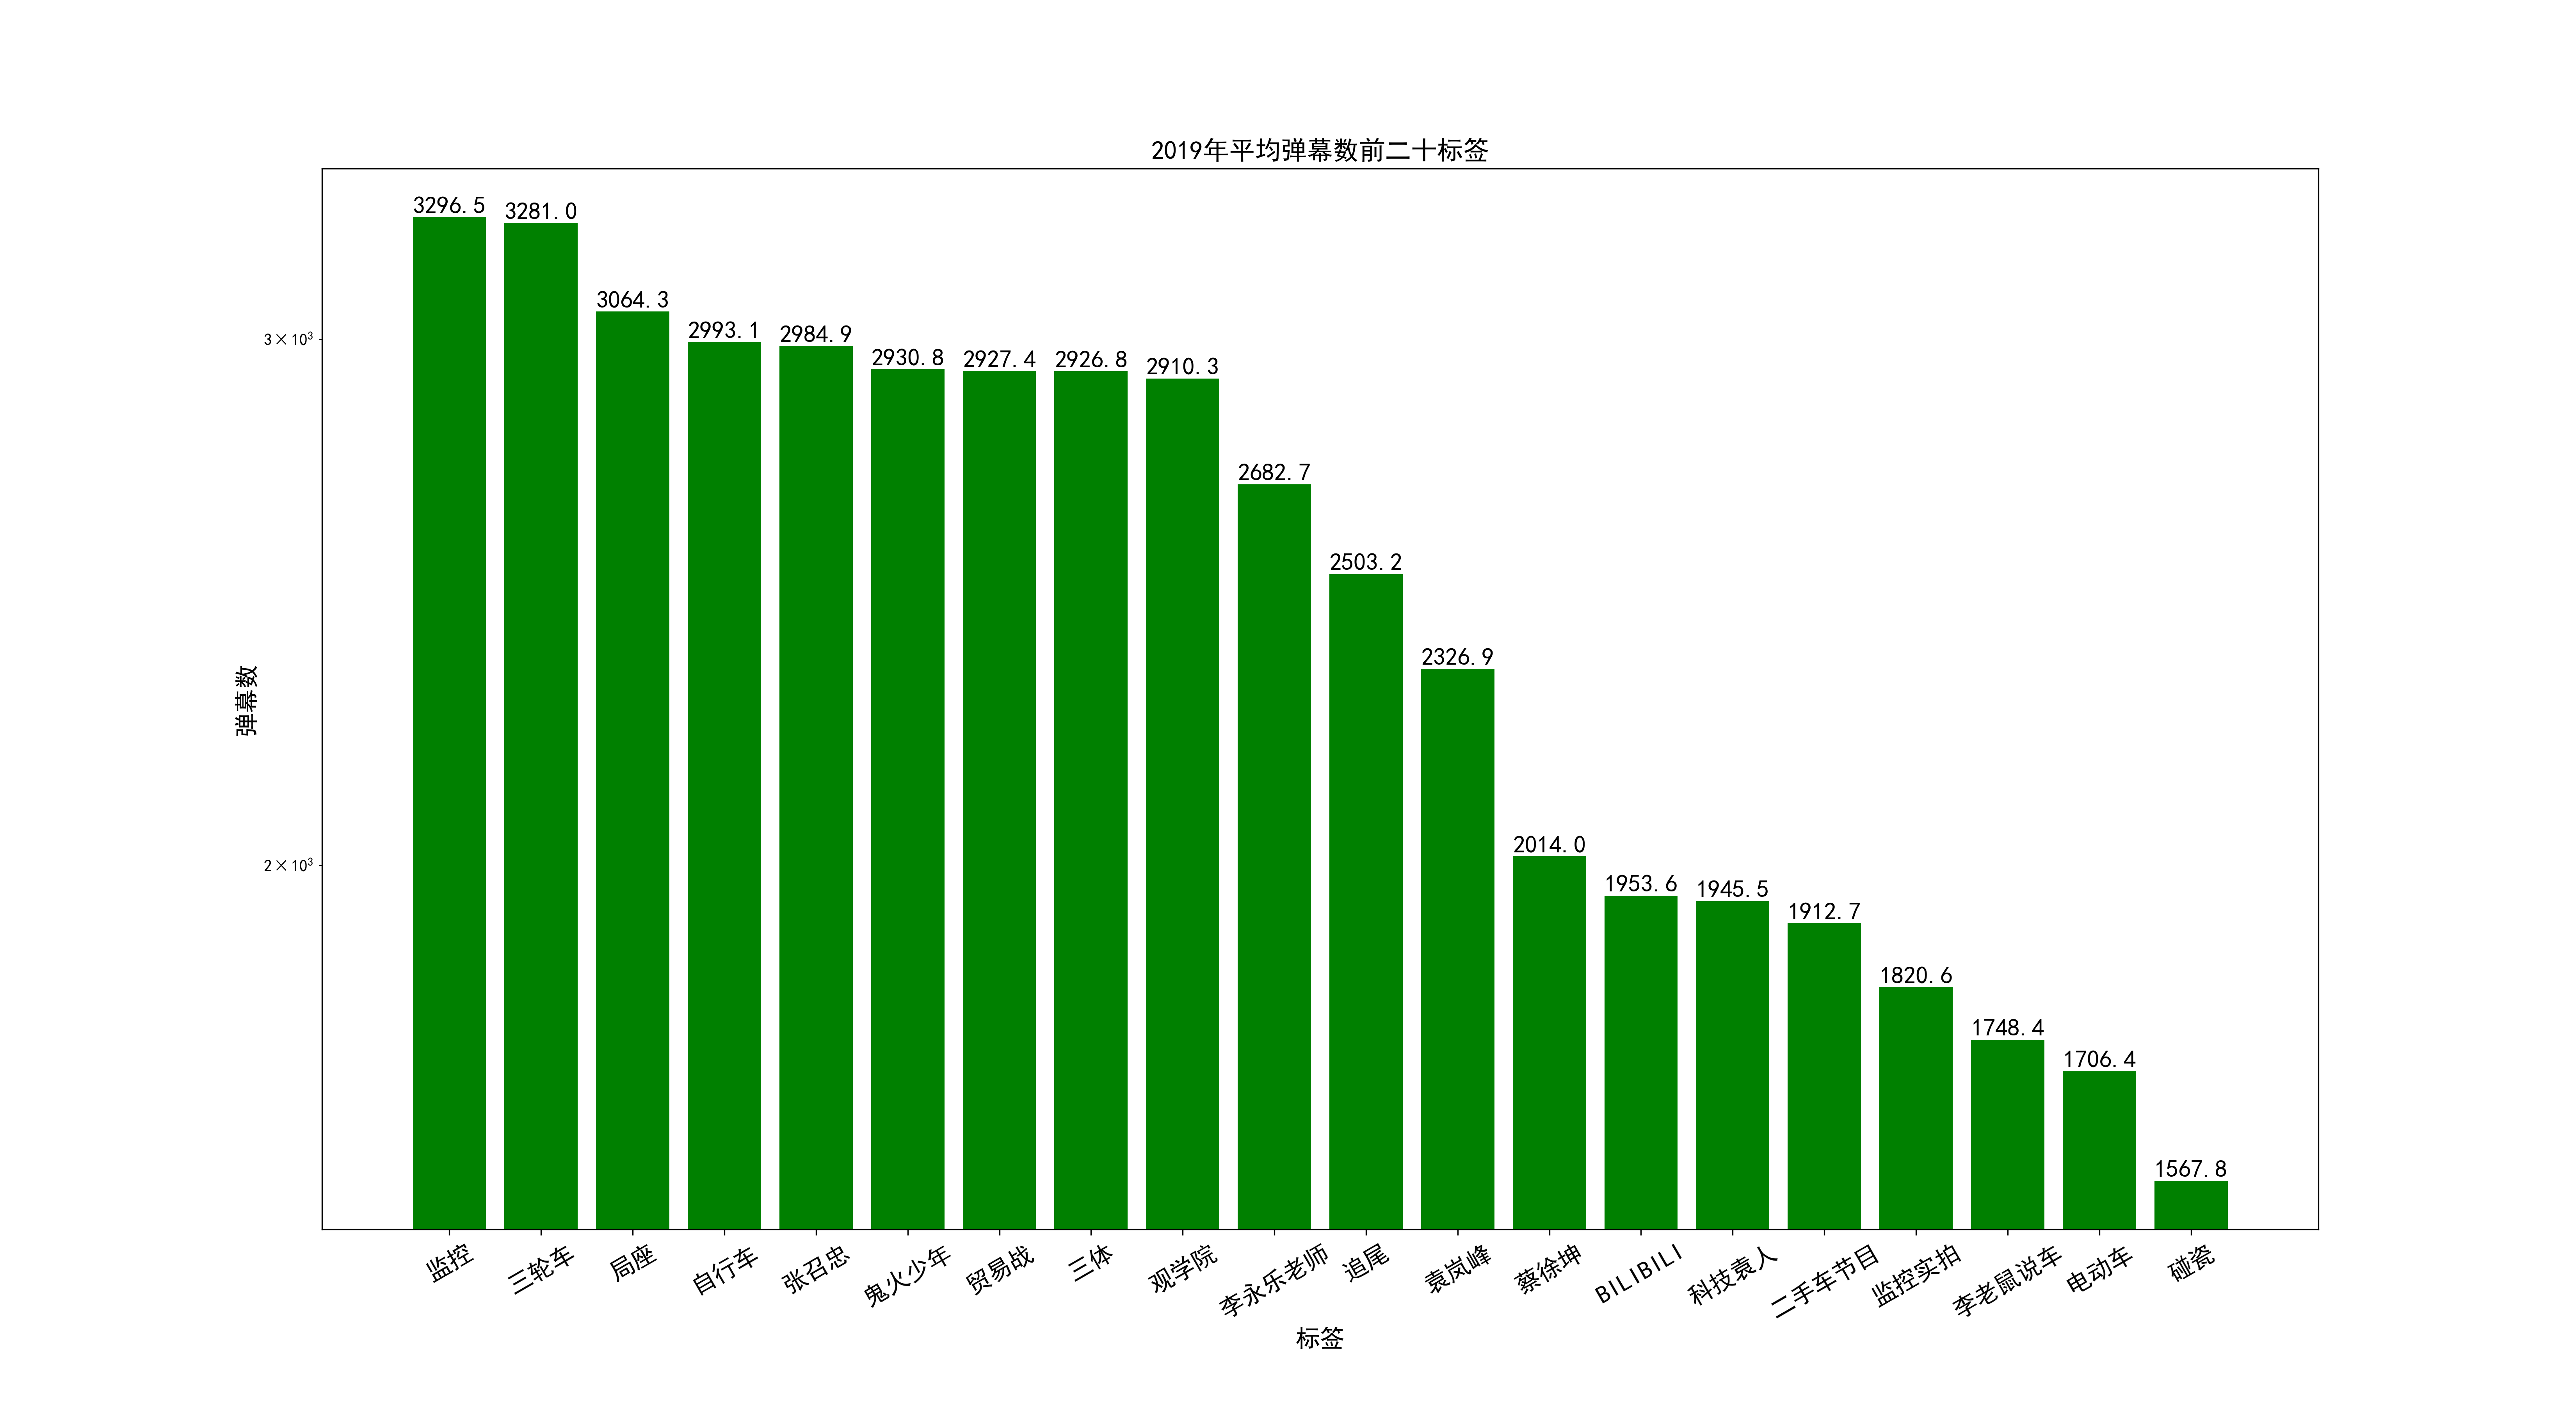 2019年平均弹幕数前二十标签
弹幕数
3×10³
2×10³
3296.5
3281.0
3064.3
2993.1
2984.9
2930.8
2927.4
2926.8
2910.3
2682.7
2503.2
2326.9
2014.0
1953.6
1945.5
1912.7
1820.6
1748.4
1706.4
1567.8
监控
三轮车
局座
自行车
张召忠
鬼火少年
贸易战
三体
观学院
李永乐老师
追尾
袁岚峰
蔡徐坤
BILIBILI
科技袁人
二手车节目
监控实拍
李老鼠说车
电动车
碰瓷
标签